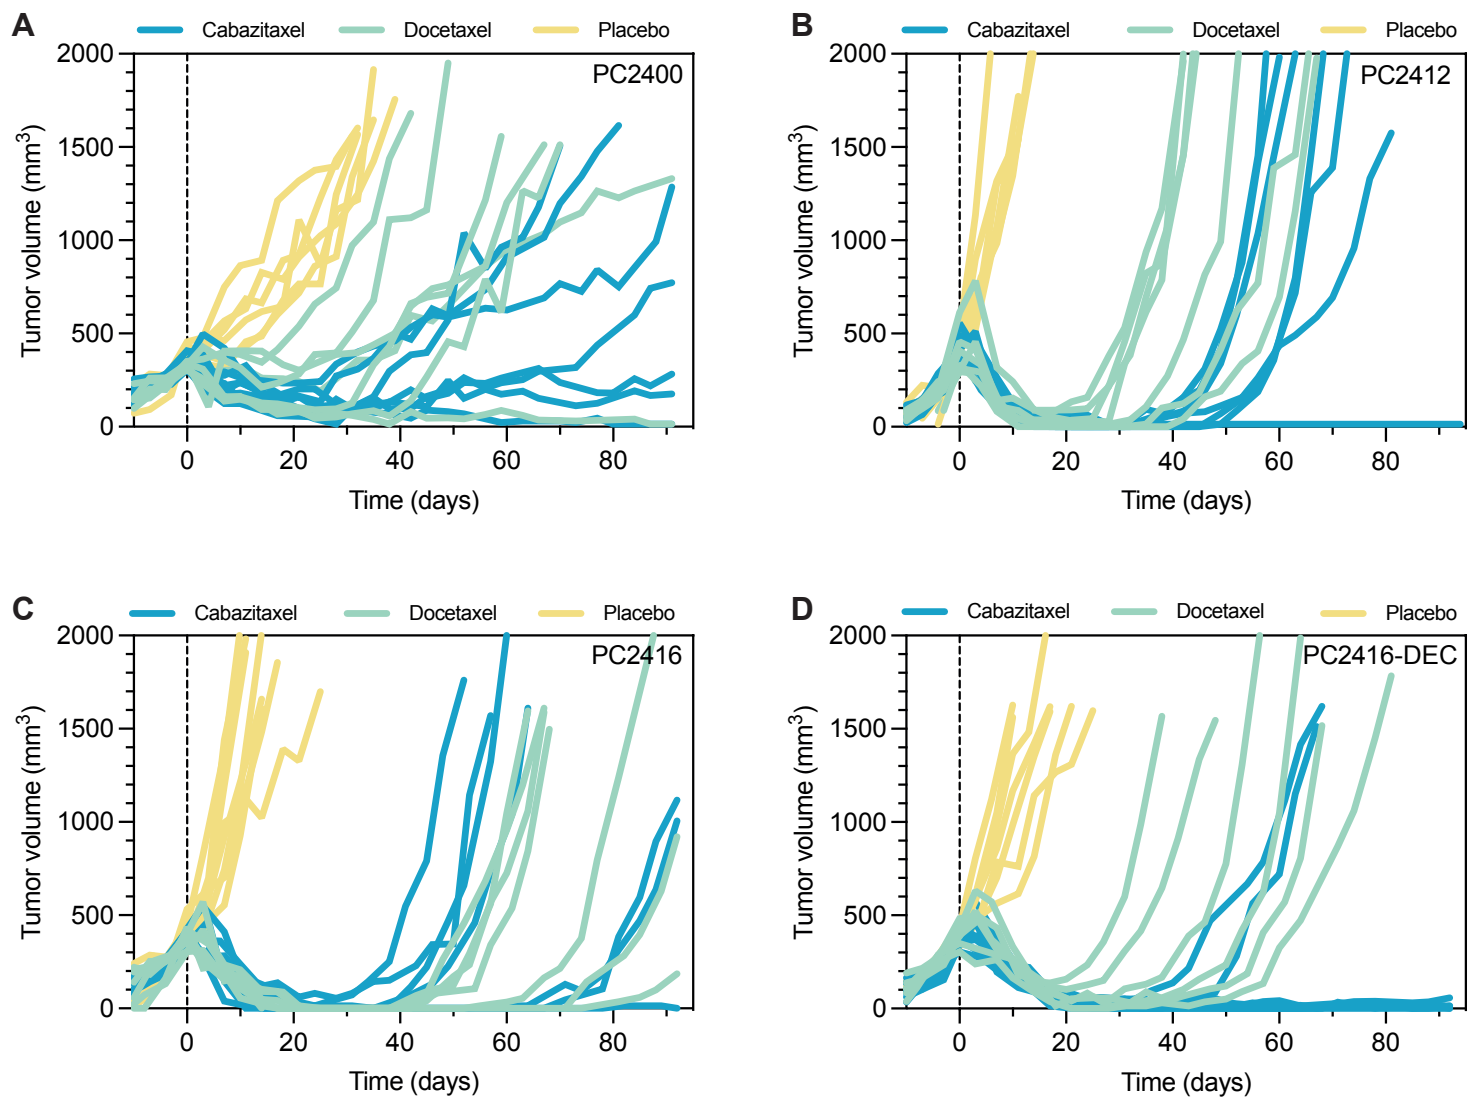 A
Cabazitaxel Docetaxel Placebo
PC2400
2000
1500
1000
500
0
Tumor volume (mm³)
0 20 40 60 80
Time (days)
B
Cabazitaxel Docetaxel Placebo
PC2412
2000
1500
1000
500
0
Tumor volume (mm³)
0 20 40 60 80
Time (days)
C
Cabazitaxel Docetaxel Placebo
PC2416
2000
1500
1000
500
0
Tumor volume (mm³)
0 20 40 60 80
Time (days)
D
Cabazitaxel Docetaxel Placebo
PC2416-DEC
2000
1500
1000
500
0
Tumor volume (mm³)
0 20 40 60 80
Time (days)